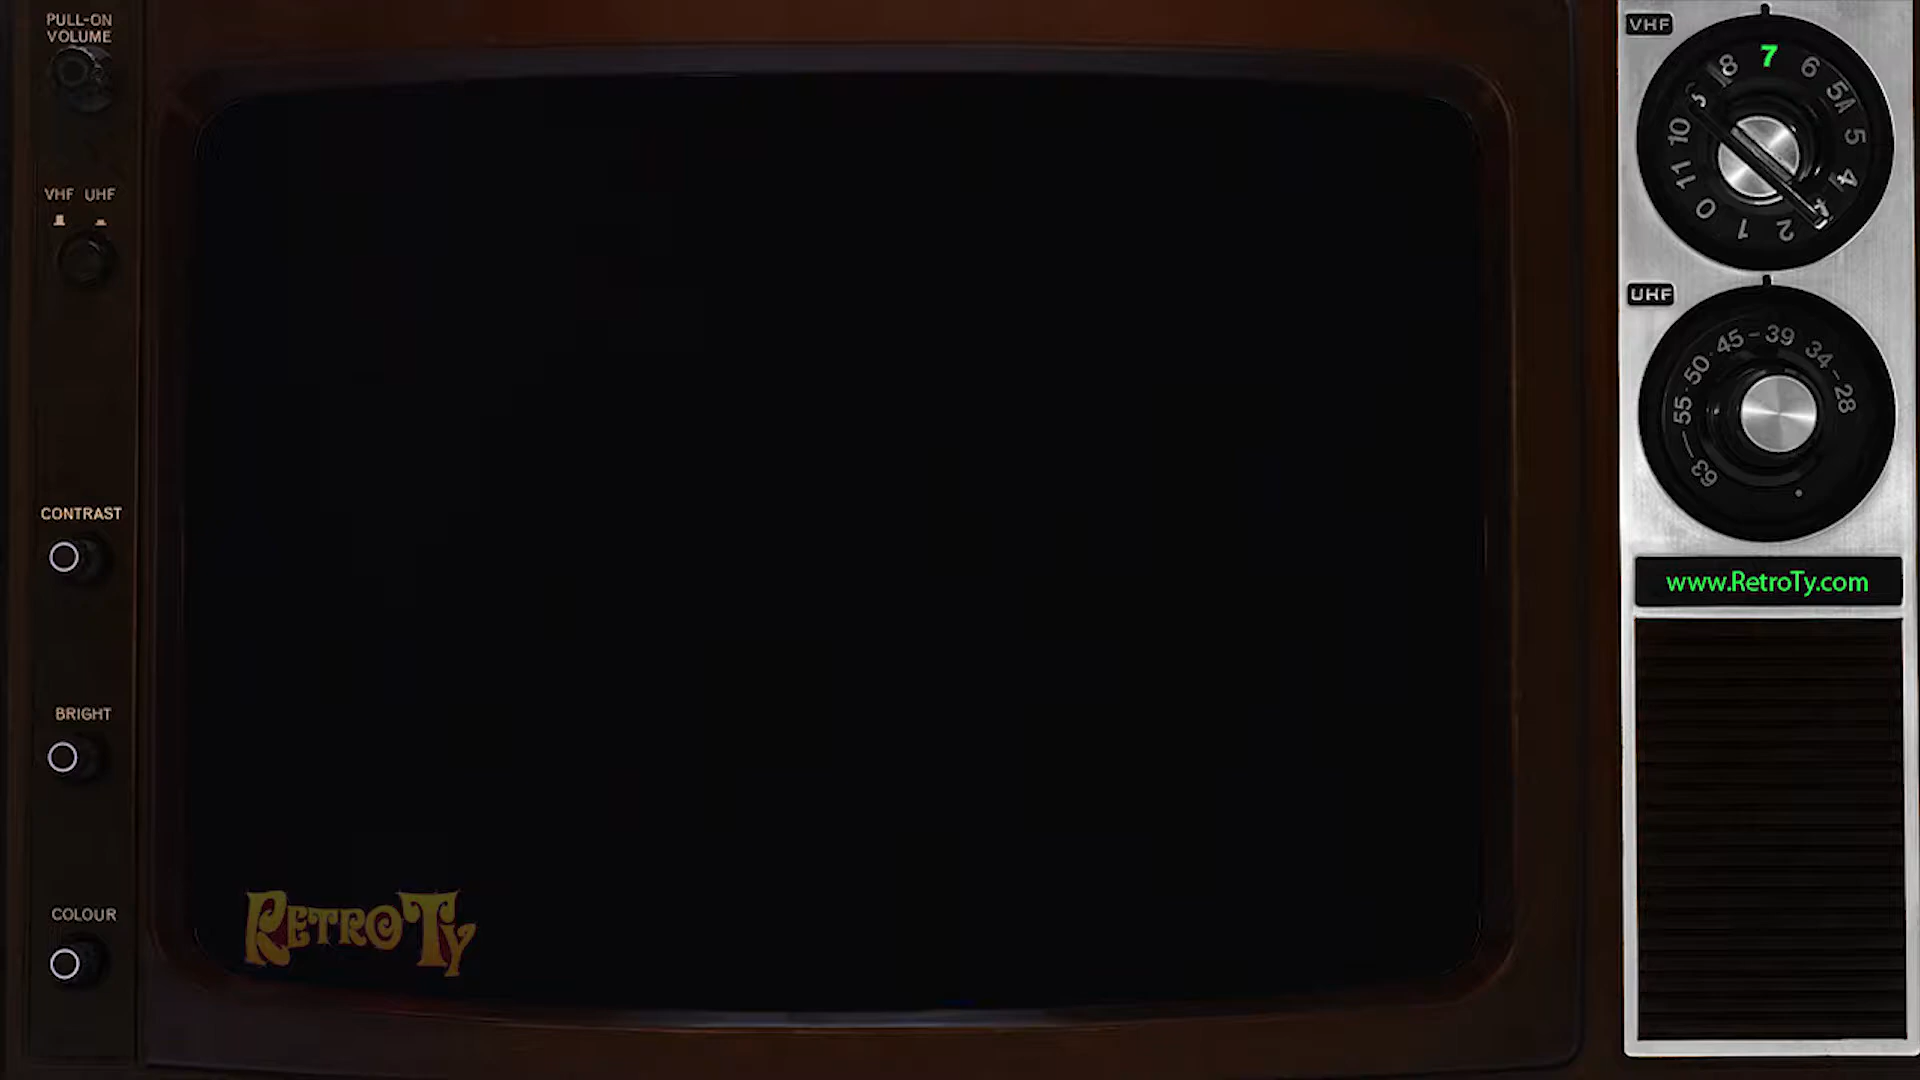 PULL-ON
VOLUME
VHF UHF
CONTRAST
BRIGHT
COLOUR
RETROTY
VHF
7
6
5A
5
4
2
1
0
11
10
8
UHF
63
55
50
45
39
34
28
www.RetroTy.com